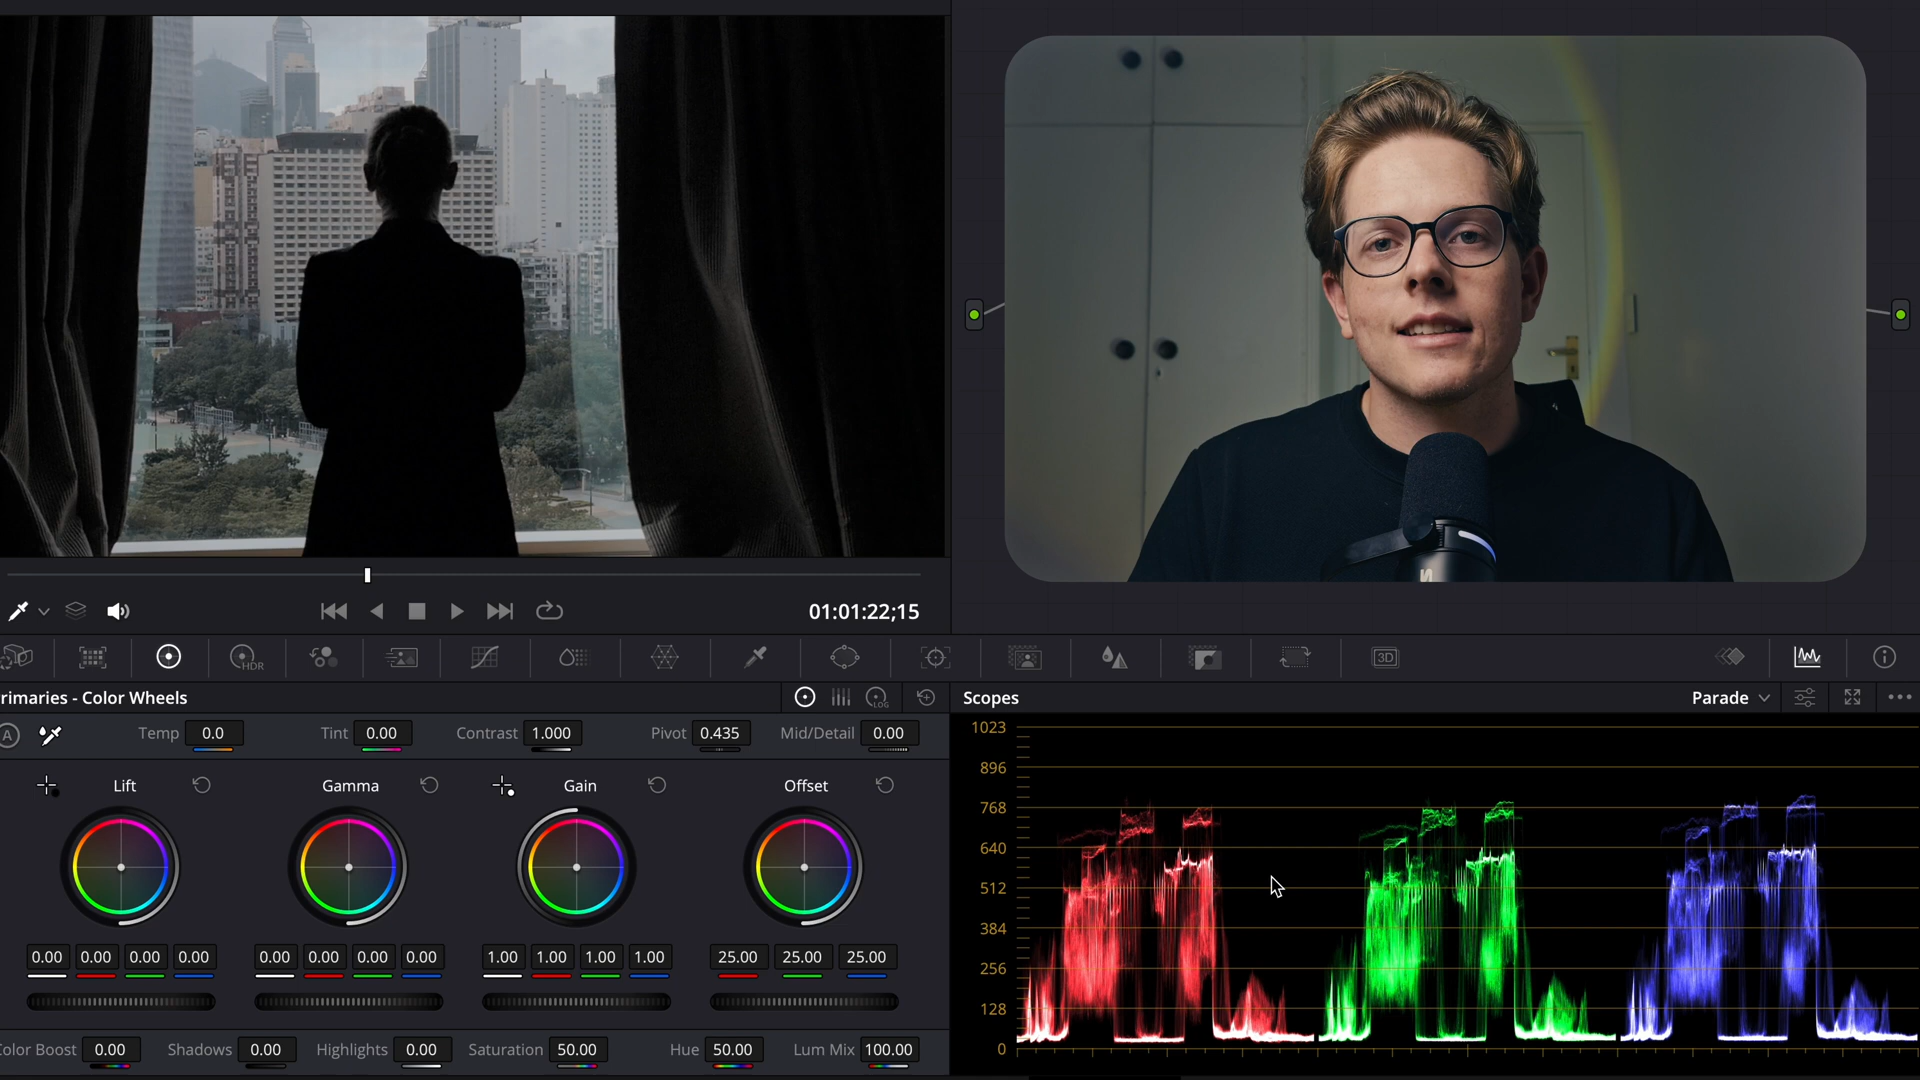 01:01:22;15
HDR
3D
rimaries - Color Wheels
LOG
Scopes
Parade
A
Temp 0.0 Tint 0.00 Contrast 1.000 Pivot 0.435 Mid/Detail 0.00
Lift Gamma Gain Offset
0.00 0.00 0.00 0.00 0.00 0.00 0.00 0.00 1.00 1.00 1.00 1.00 25.00 25.00 25.00
Color Boost 0.00 Shadows 0.00 Highlights 0.00 Saturation 50.00 Hue 50.00 Lum Mix 100.00
1023
896
768
640
512
384
256
128
0